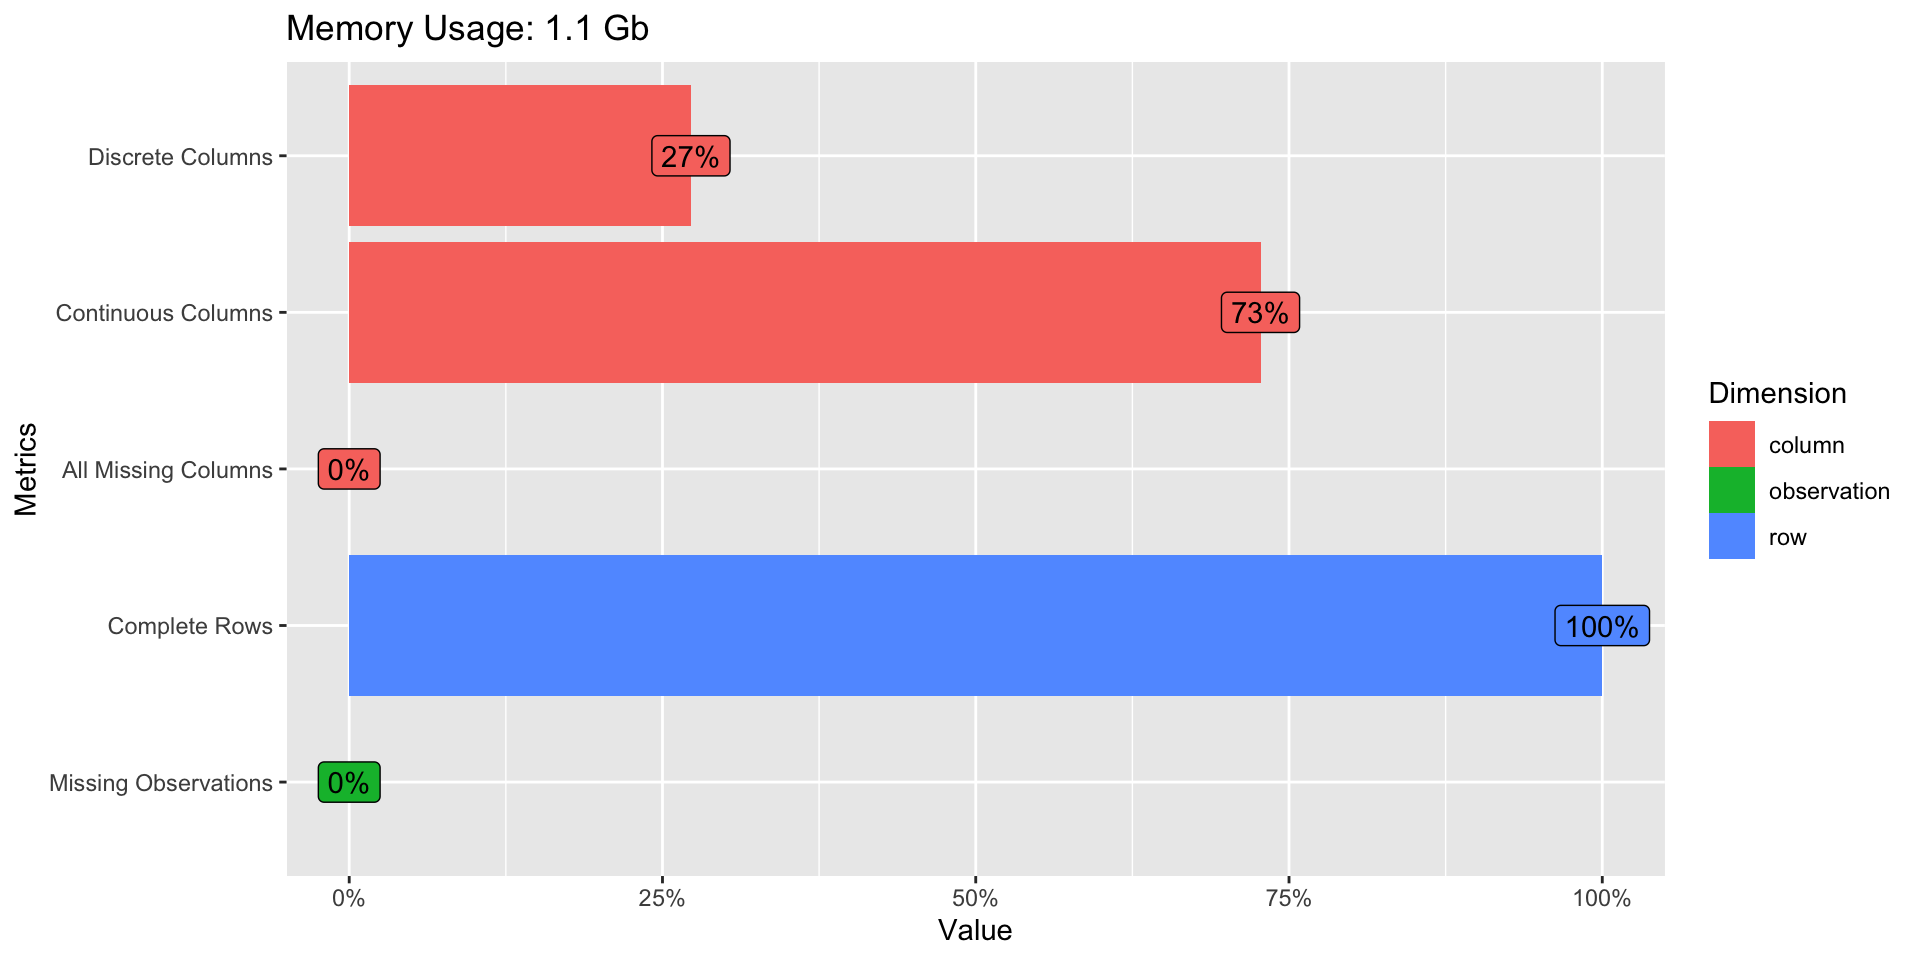 Memory Usage: 1.1 Gb
Metrics
Discrete Columns
27%
Continuous Columns
73%
All Missing Columns
0%
Complete Rows
100%
Missing Observations
0%
0% 25% 50% 75% 100%
Value
Dimension
column
observation
row